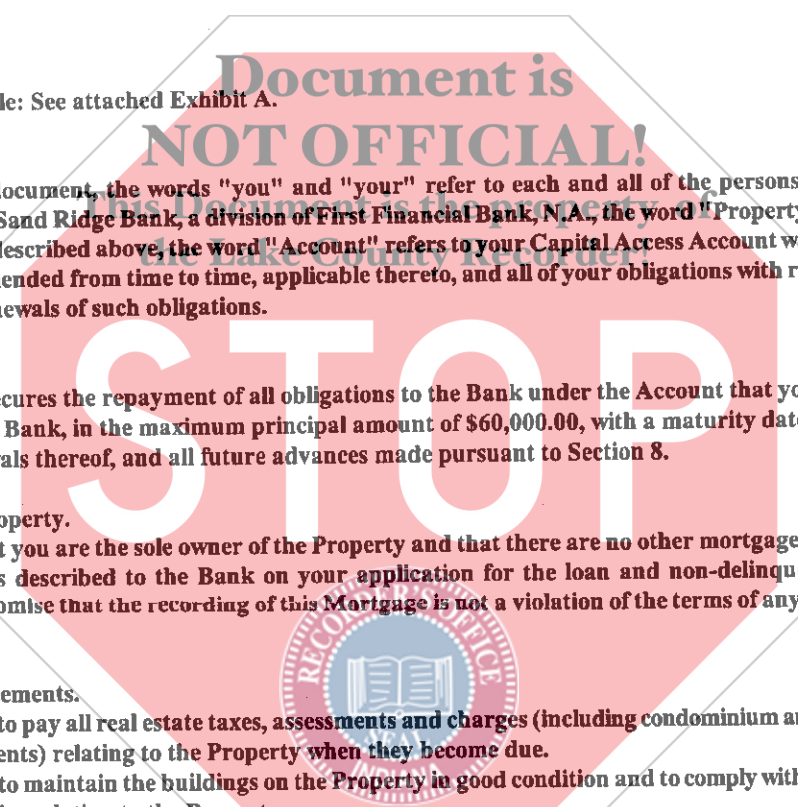 Document is
le: See attached Exhibit A.
NOT OFFICIAL!
ocument, the words "you" and "your" refer to each and all of the persons
This Document is the property of
Sand Ridge Bank, a division of First Financial Bank, N.A., the word "Property
described above, the word "Account" refers to your Capital Access Account w
the Lake County Recorder!
ended from time to time, applicable thereto, and all of your obligations with r
ewals of such obligations.
STOP
cures the repayment of all obligations to the Bank under the Account that yo
Bank, in the maximum principal amount of $60,000.00, with a maturity date
als thereof, and all future advances made pursuant to Section 8.
operty.
t you are the sole owner of the Property and that there are no other mortgage
s described to the Bank on your application for the loan and non-delinqu
omise that the recording of this Mortgage is not a violation of the terms of any
RECORDER'S OFFICE
SEAL
ements.
to pay all real estate taxes, assessments and charges (including condominium a
ents) relating to the Property when they become due.
to maintain the buildings on the Property in good condition and to comply with